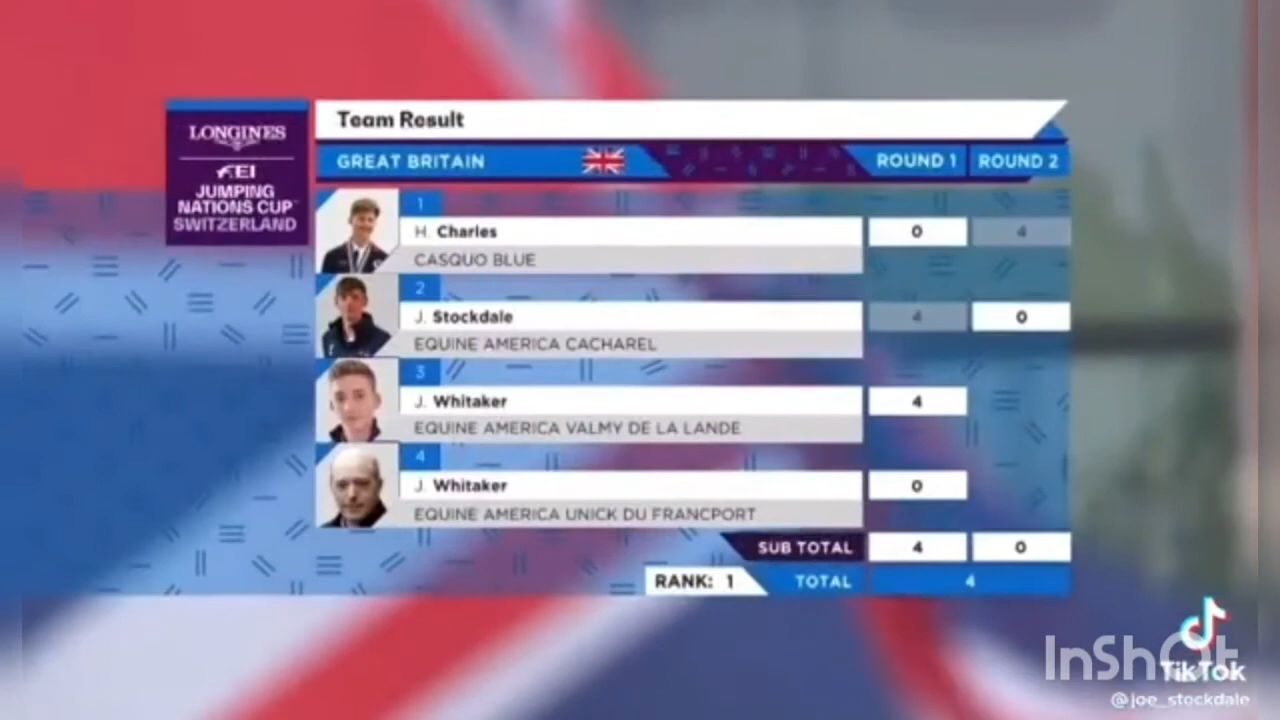 LONGINES
FEI
JUMPING
NATIONS CUP™
SWITZERLAND
Team Result
GREAT BRITAIN ROUND 1 ROUND 2
1
H. Charles 0 4
CASQUO BLUE
2
J. Stockdale 4 0
EQUINE AMERICA CACHAREL
3
J. Whitaker 4
EQUINE AMERICA VALMY DE LA LANDE
4
J. Whitaker 0
EQUINE AMERICA UNICK DU FRANCPORT
SUB TOTAL 4 0
RANK: 1 TOTAL 4
InShOt
TikTok
@joe_stockdale